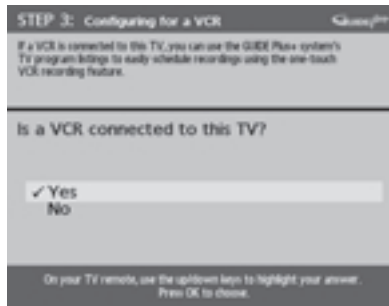 STEP 3: Configuring for a VCR
If a VCR is connected to this TV, you can use the GUIDE Plus+ system's
TV program listings to easily schedule recordings using the one-touch
VCR recording feature.
Is a VCR connected to this TV?
✓ Yes
No
On your TV remote, use the up/down keys to highlight your answer.
Press OK to choose.